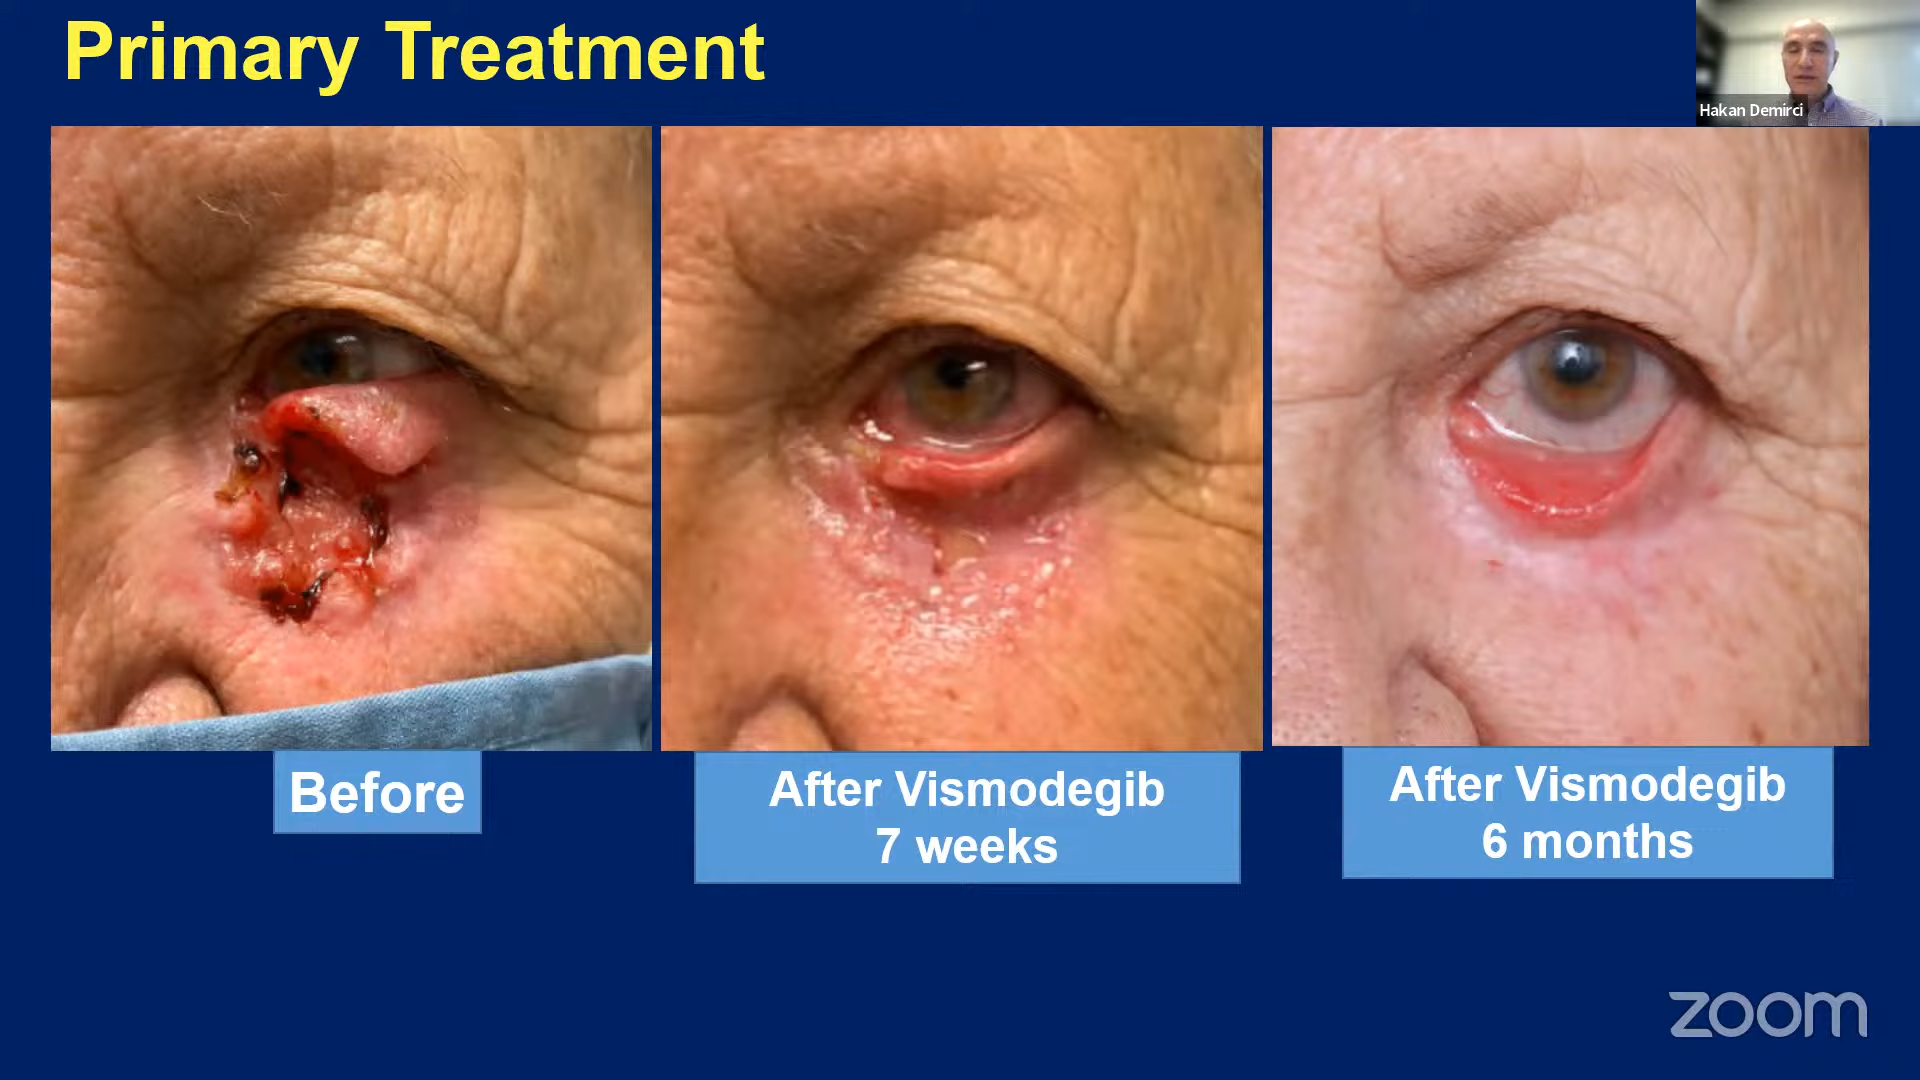 Primary Treatment
Hakan Demirci
Before
After Vismodegib
7 weeks
After Vismodegib
6 months
zoom